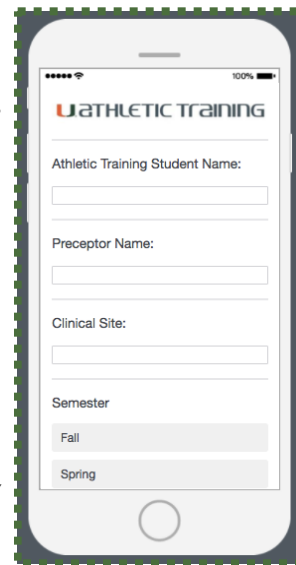 100%
U ATHLETIC TRAINING
Athletic Training Student Name:
Preceptor Name:
Clinical Site:
Semester
Fall
Spring